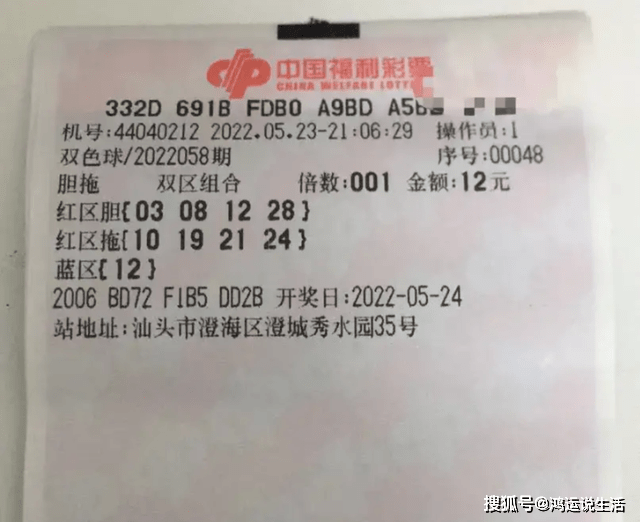 中国福利彩票
CHINA WELFARE LOTT
332D 691B FDB0 A9BD A5
机号:44040212 2022.05.23-21:06:29 操作员:1
双色球/2022058期 序号:00048
胆拖 双区组合 倍数:001 金额:12元
红区胆{03 08 12 28}
红区拖{10 19 21 24}
蓝区{12}
2006 BD72 F1B5 DD2B 开奖日:2022-05-24
站地址:汕头市澄海区澄城秀水园35号
搜狐号@鸿运说生活